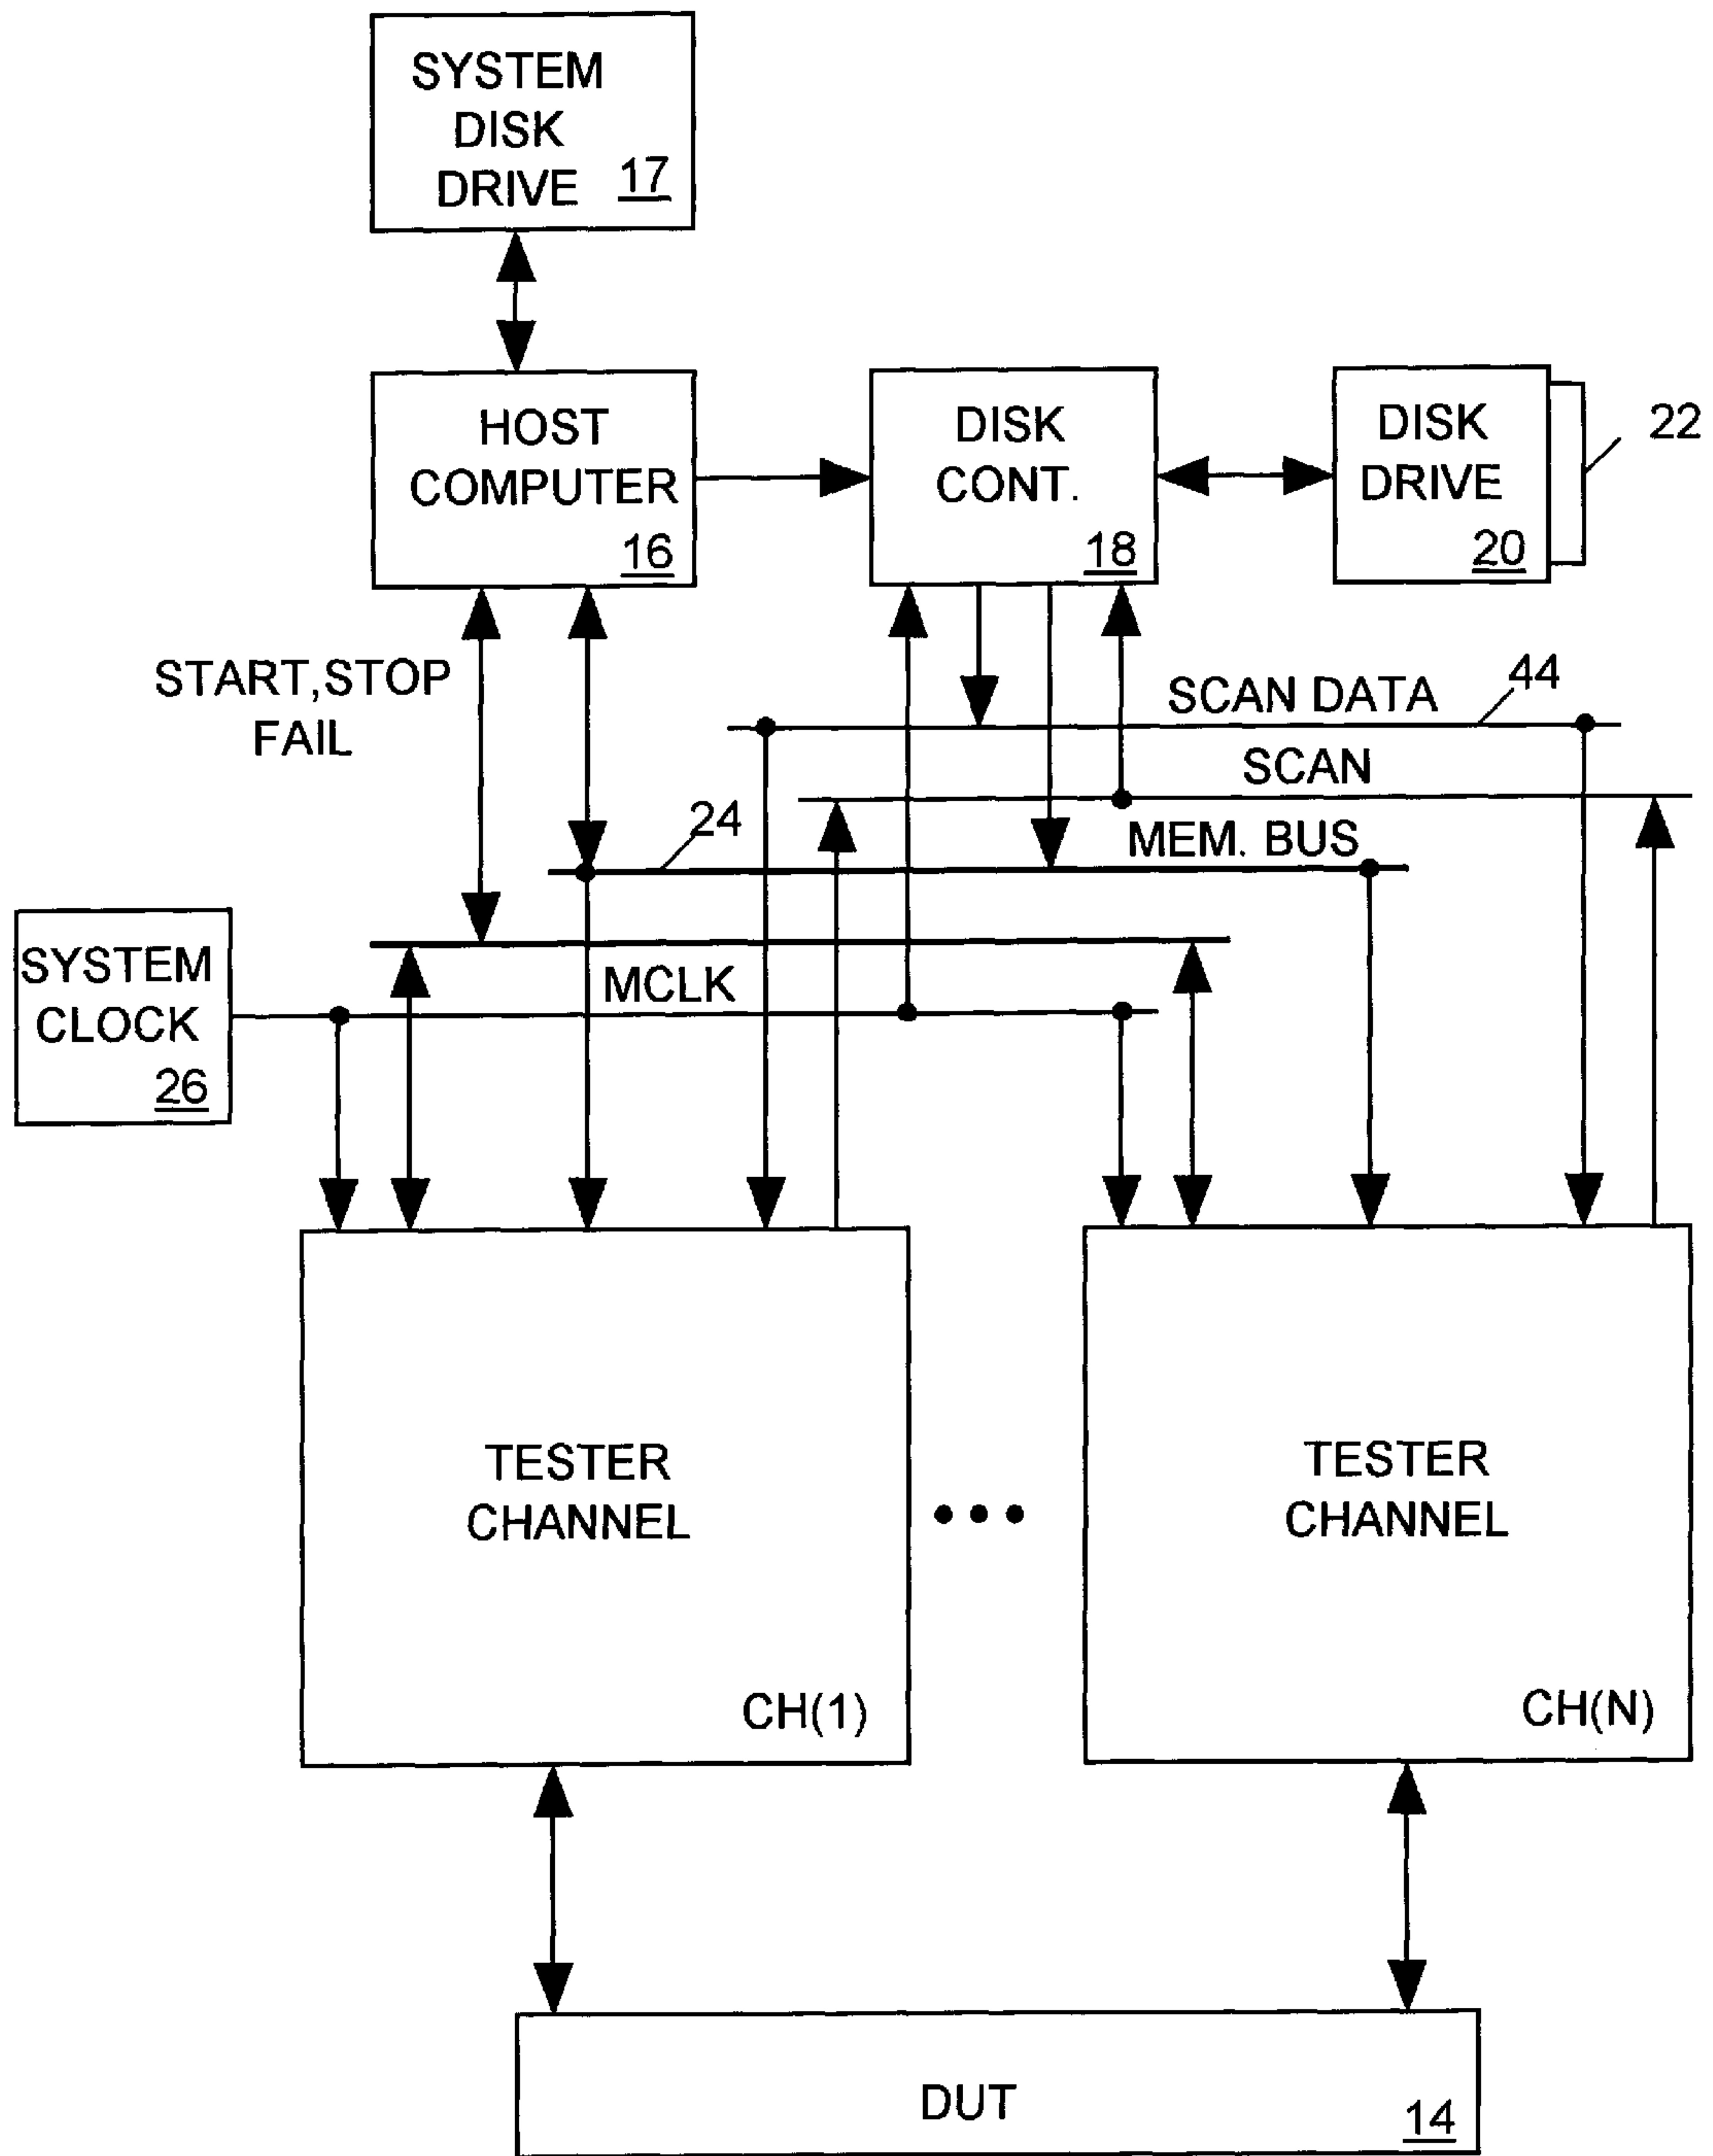 SYSTEM
DISK
DRIVE
17
HOST
COMPUTER
16
DISK
CONT.
18
DISK
DRIVE
20
22
START,STOP
FAIL
SCAN DATA
44
SCAN
24
MEM. BUS
SYSTEM
CLOCK
26
MCLK
TESTER
CHANNEL
CH(1)
TESTER
CHANNEL
CH(N)
DUT
14